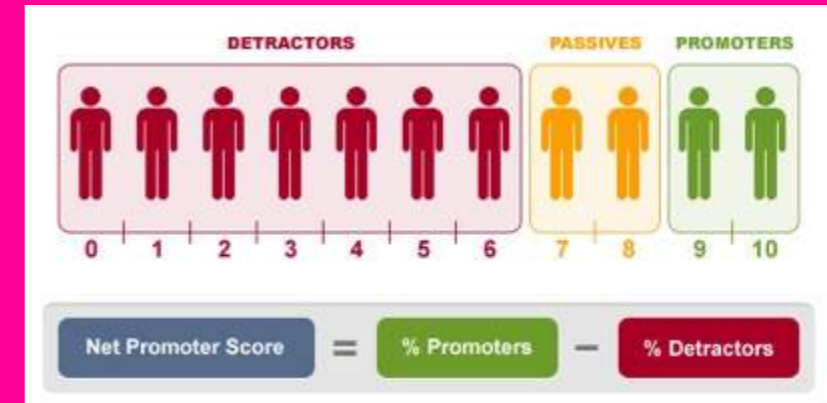 DETRACTORS PASSIVES PROMOTERS
0 1 2 3 4 5 6 7 8 9 10
Net Promoter Score = % Promoters − % Detractors